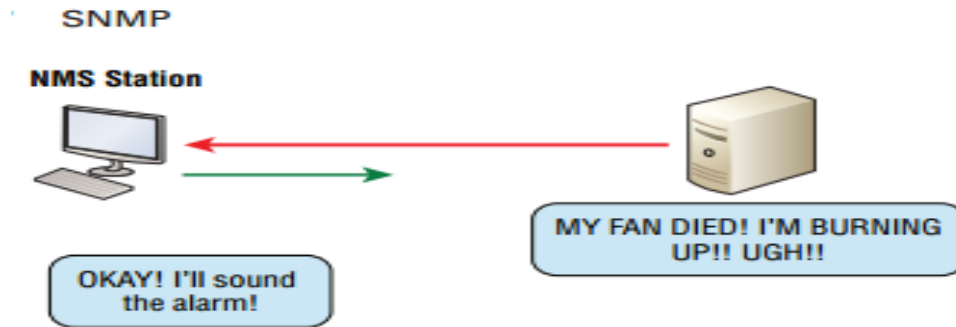 SNMP
NMS Station
MY FAN DIED! I'M BURNING
UP!! UGH!!
OKAY! I'll sound
the alarm!